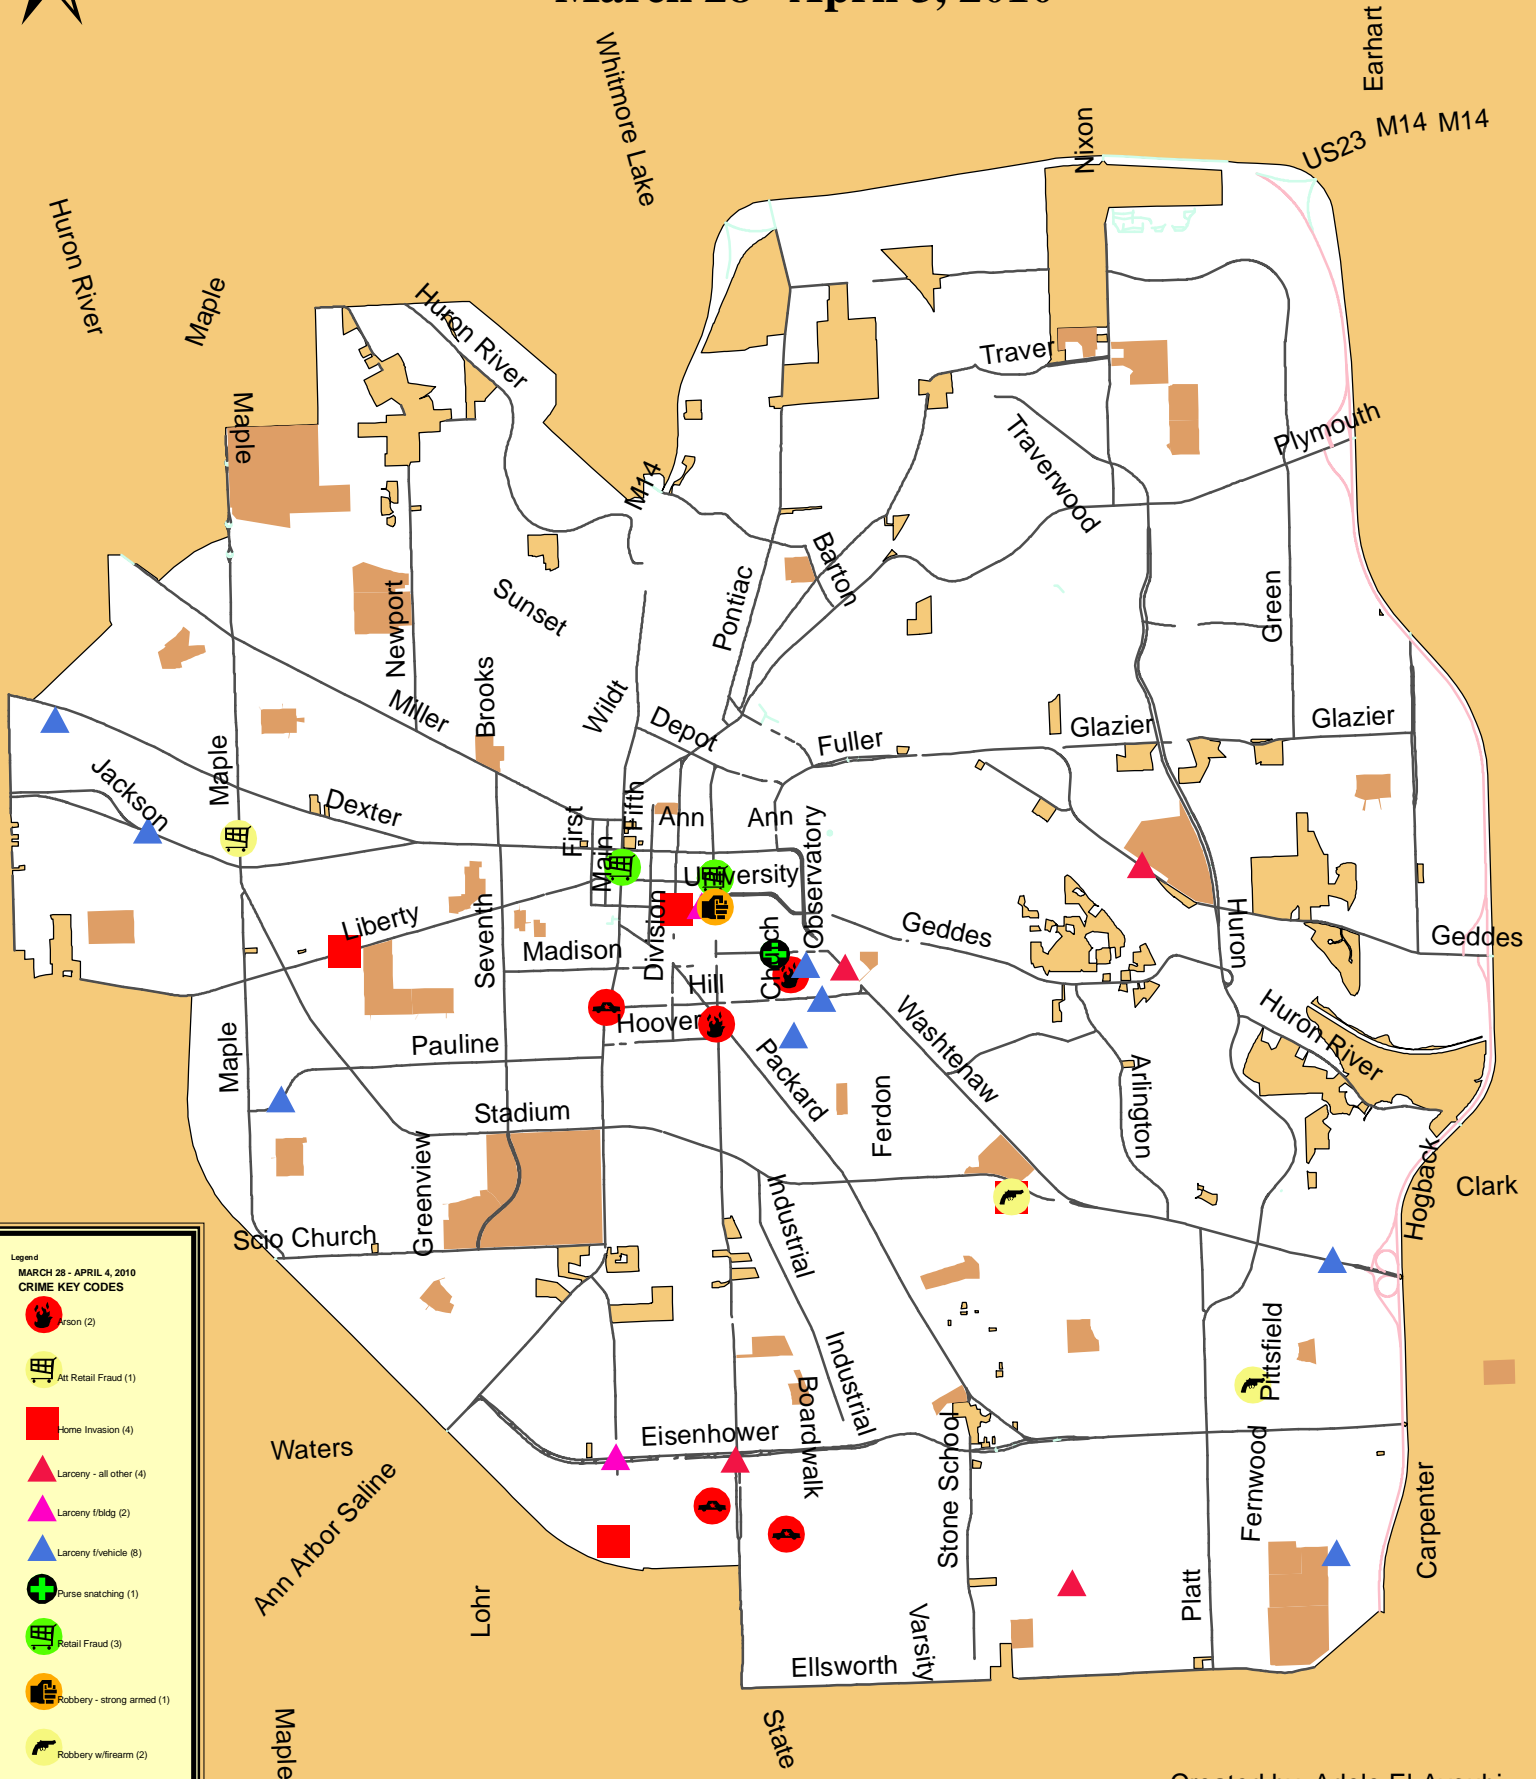 Earhart
Whitmore Lake
Nixon
US23
M14
M14
Huron River
Maple
Huron River
Maple
Traver
Plymouth
Traverwood
M14
Barton
Pontiac
Green
Sunset
Newport
Brooks
Miller
Wildt
Depot
Fuller
Glazier
Glazier
Maple
Jackson
Dexter
First
Fifth
Main
Ann
Ann
Observatory
University
Liberty
Seventh
Madison
Division
Church
Geddes
Huron
Geddes
Hill
Hoover
Washtenaw
Huron River
Maple
Pauline
Packard
Ferdon
Arlington
Stadium
Greenview
Scio Church
Industrial
Hogback
Clark
Industrial
Pittsfield
Boardwalk
Eisenhower
Stone School
Fernwood
Waters
Ann Arbor Saline
Carpenter
Lohr
Varsity
Platt
Ellsworth
State
Maple
Legend
MARCH 28 - APRIL 4, 2010
CRIME KEY CODES
Arson (2)
Att Retail Fraud (1)
Home Invasion (4)
Larceny - all other (4)
Larceny f/bldg (2)
Larceny f/vehicle (8)
Purse snatching (1)
Retail Fraud (3)
Robbery - strong armed (1)
Robbery w/firearm (2)